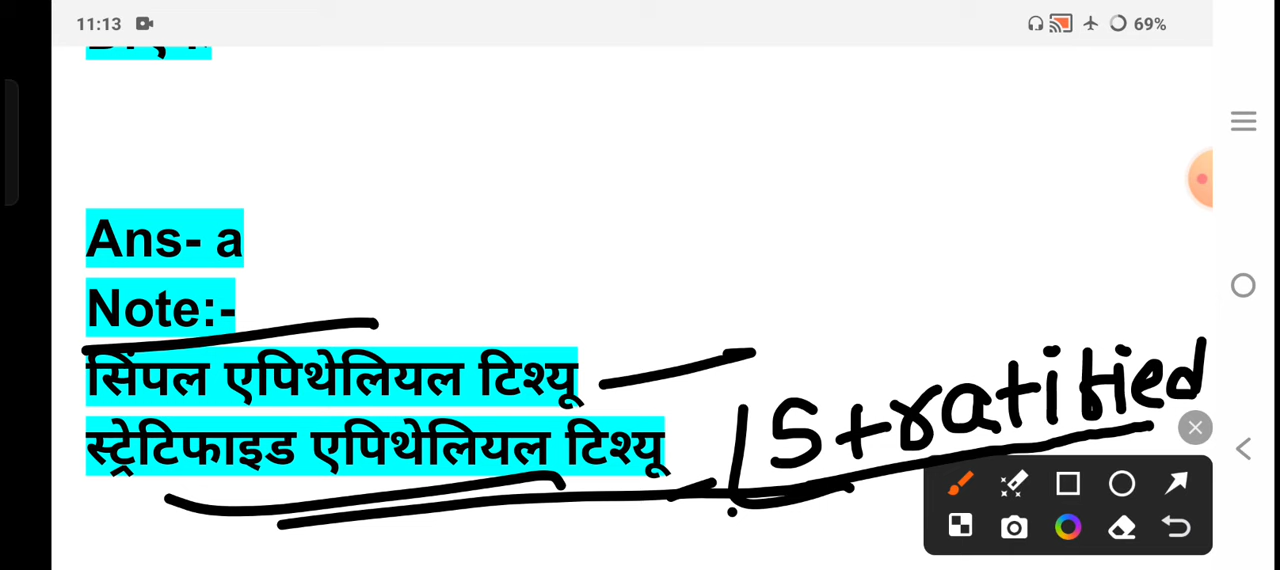 11:13
69%
Ans- a
Note:-
सिंपल एपिथेलियल टिश्यू
स्ट्रेटिफाइड एपिथेलियल टिश्यू
Stratified